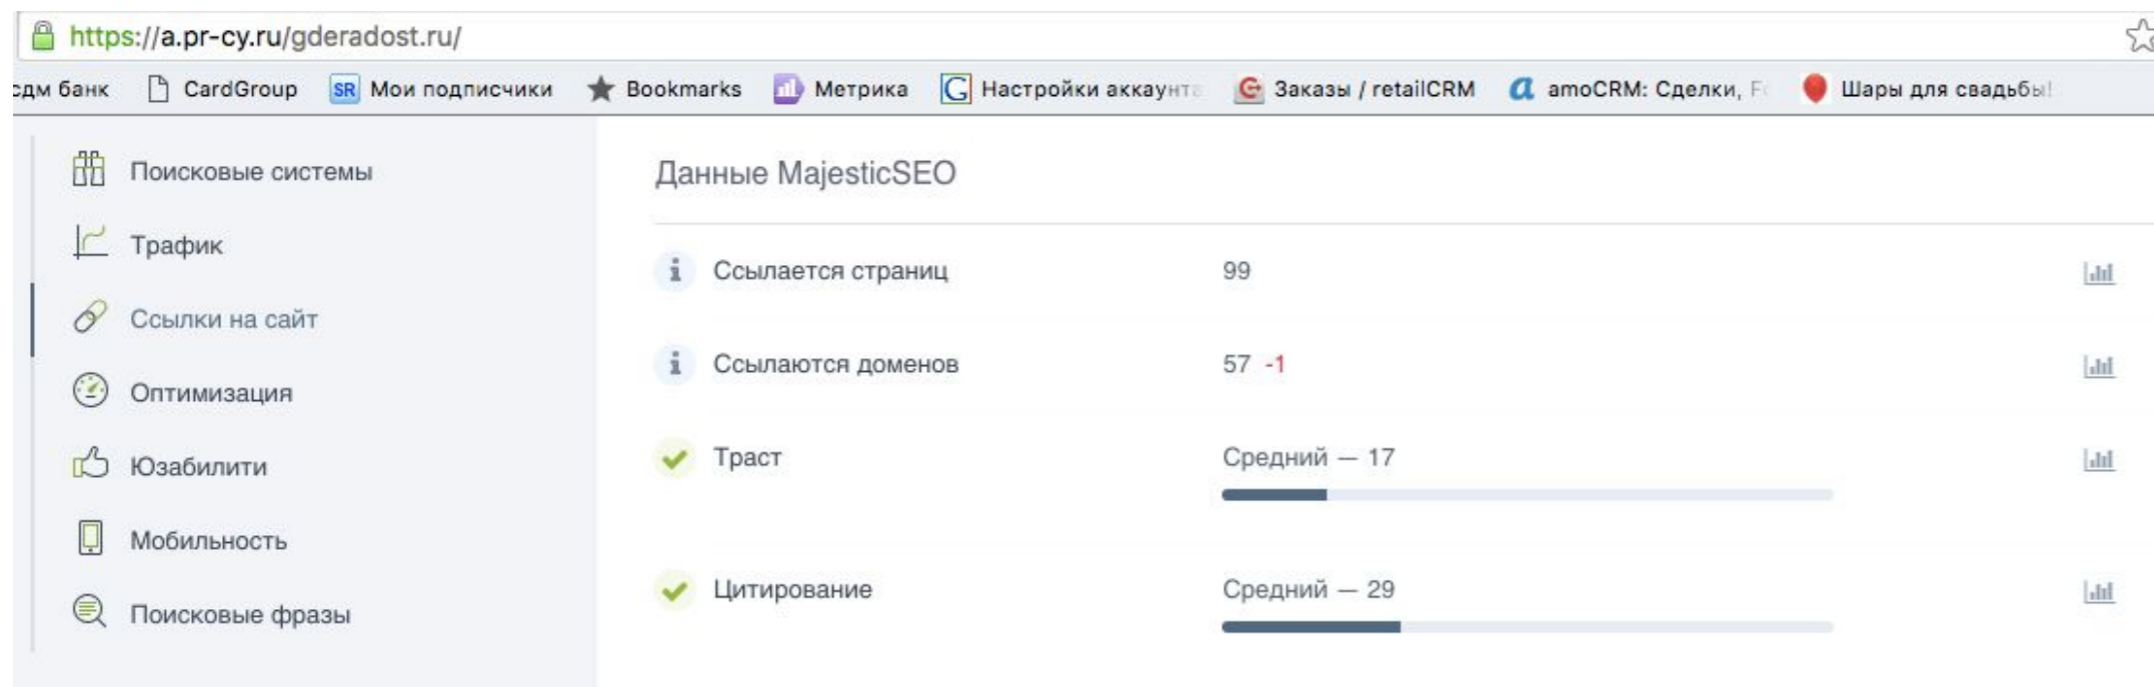 https://a.pr-cy.ru/gderadost.ru/
сдм банк CardGroup SR Мои подписчики Bookmarks Метрика Настройки аккаунта Заказы / retailCRM amoCRM: Сделки, Шары для свадьбы!
Поисковые системы
Трафик
Ссылки на сайт
Оптимизация
Юзабилити
Мобильность
Поисковые фразы
Данные MajesticSEO
Ссылается страниц 99
Ссылаются доменов 57 -1
Траст Средний — 17
Цитирование Средний — 29